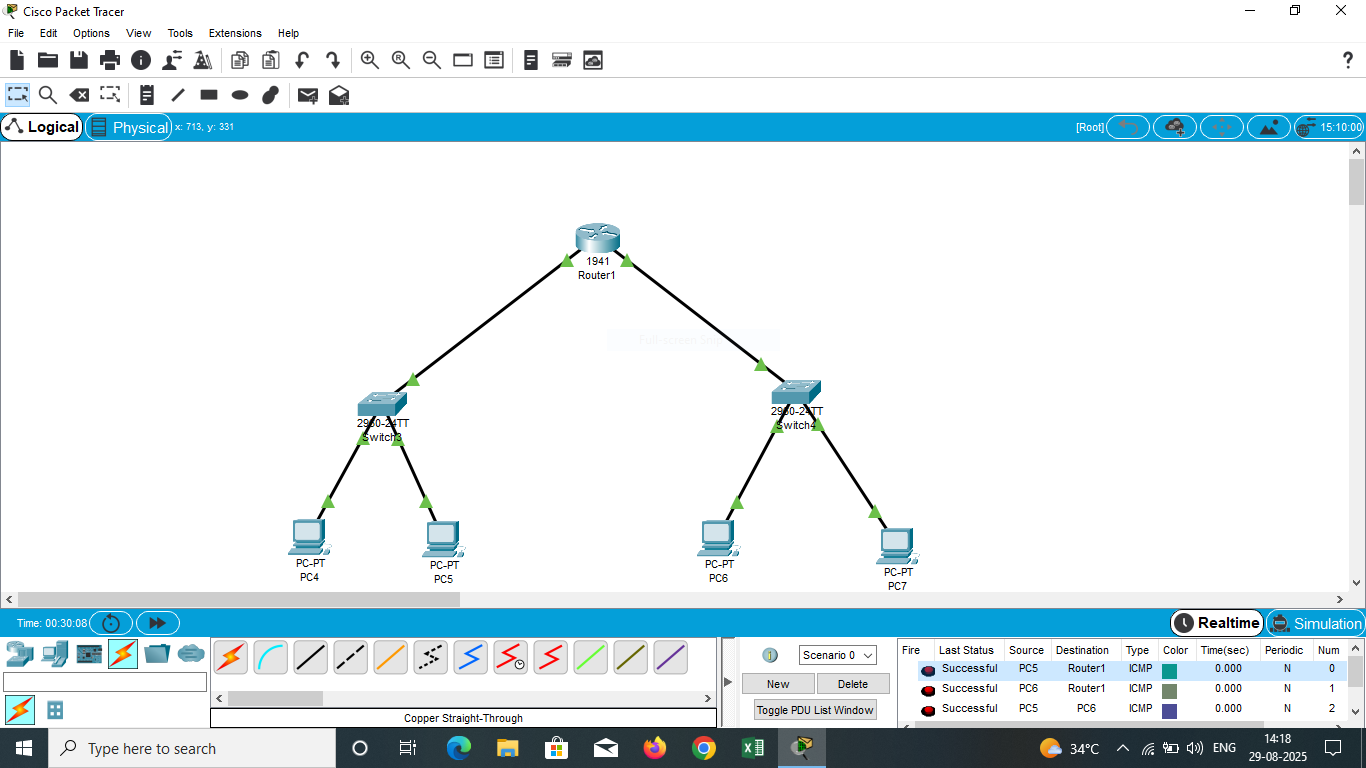 Cisco Packet Tracer
File Edit Options View Tools Extensions Help
Logical Physical x: 713, y: 331 [Root] 15:10:00
1941
Router1
Full-screen Snip
2960-24TT
Switch3
2960-24TT
Switch4
PC-PT
PC4
PC-PT
PC5
PC-PT
PC6
PC-PT
PC7
Time: 00:30:08 Realtime Simulation
Scenario 0
New Delete
Toggle PDU List Window
Copper Straight-Through
Fire Last Status Source Destination Type Color Time(sec) Periodic Num
Successful PC5 Router1 ICMP 0.000 N 0
Successful PC6 Router1 ICMP 0.000 N 1
Successful PC5 PC6 ICMP 0.000 N 2
Type here to search
34°C ENG 14:18
29-08-2025